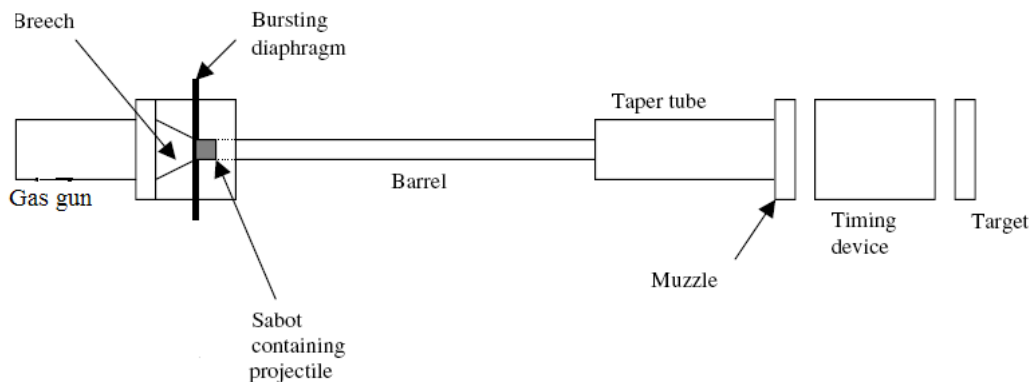 Breech
Bursting
diaphragm
Taper tube
Gas gun
Barrel
Timing
device
Target
Muzzle
Sabot
containing
projectile